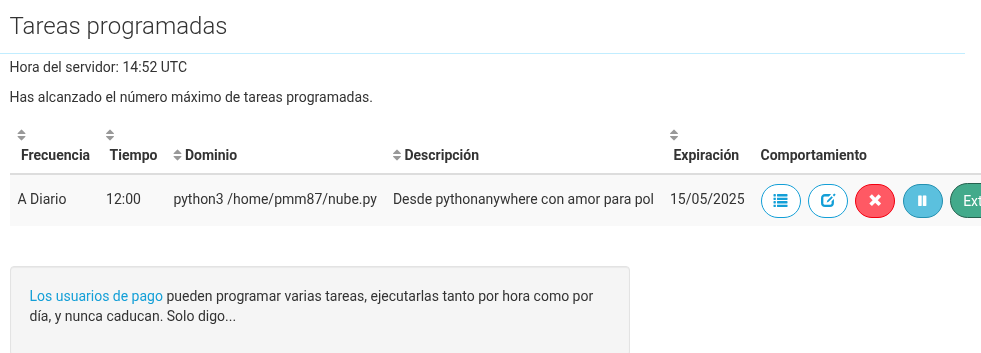 Tareas programadas
Hora del servidor: 14:52 UTC
Has alcanzado el número máximo de tareas programadas.
Frecuencia Tiempo Dominio Descripción Expiración Comportamiento
A Diario 12:00 python3 /home/pmm87/nube.py Desde pythonanywhere con amor para pol 15/05/2025 Ext
Los usuarios de pago pueden programar varias tareas, ejecutarlas tanto por hora como por
día, y nunca caducan. Solo digo...